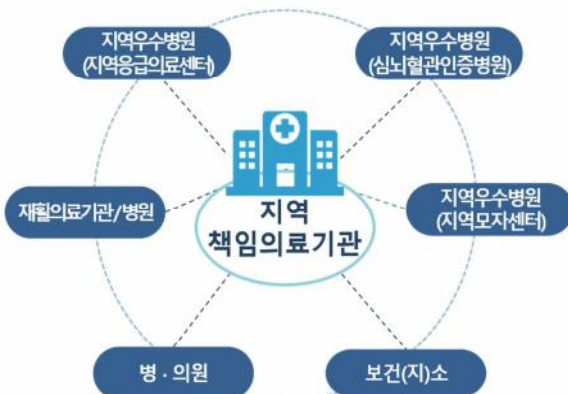 지역우수병원
(지역응급의료센터)
지역우수병원
(심뇌혈관인증병원)
재활의료기관/병원
지역
책임의료기관
지역우수병원
(지역모자센터)
병·의원
보건(지)소